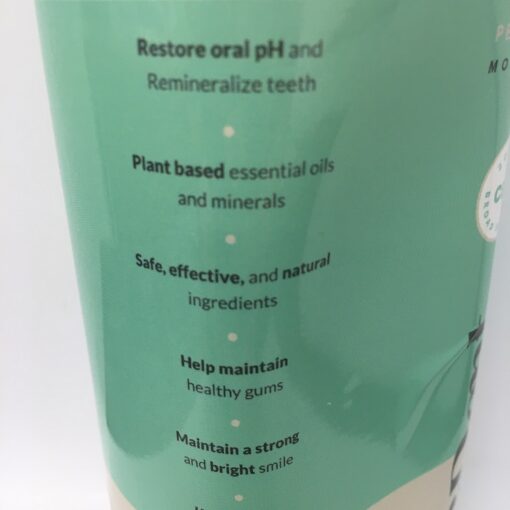 Restore oral pH and
Remineralize teeth
Plant based essential oils
and minerals
Safe, effective, and natural
ingredients
Help maintain
healthy gums
Maintain a strong
and bright smile